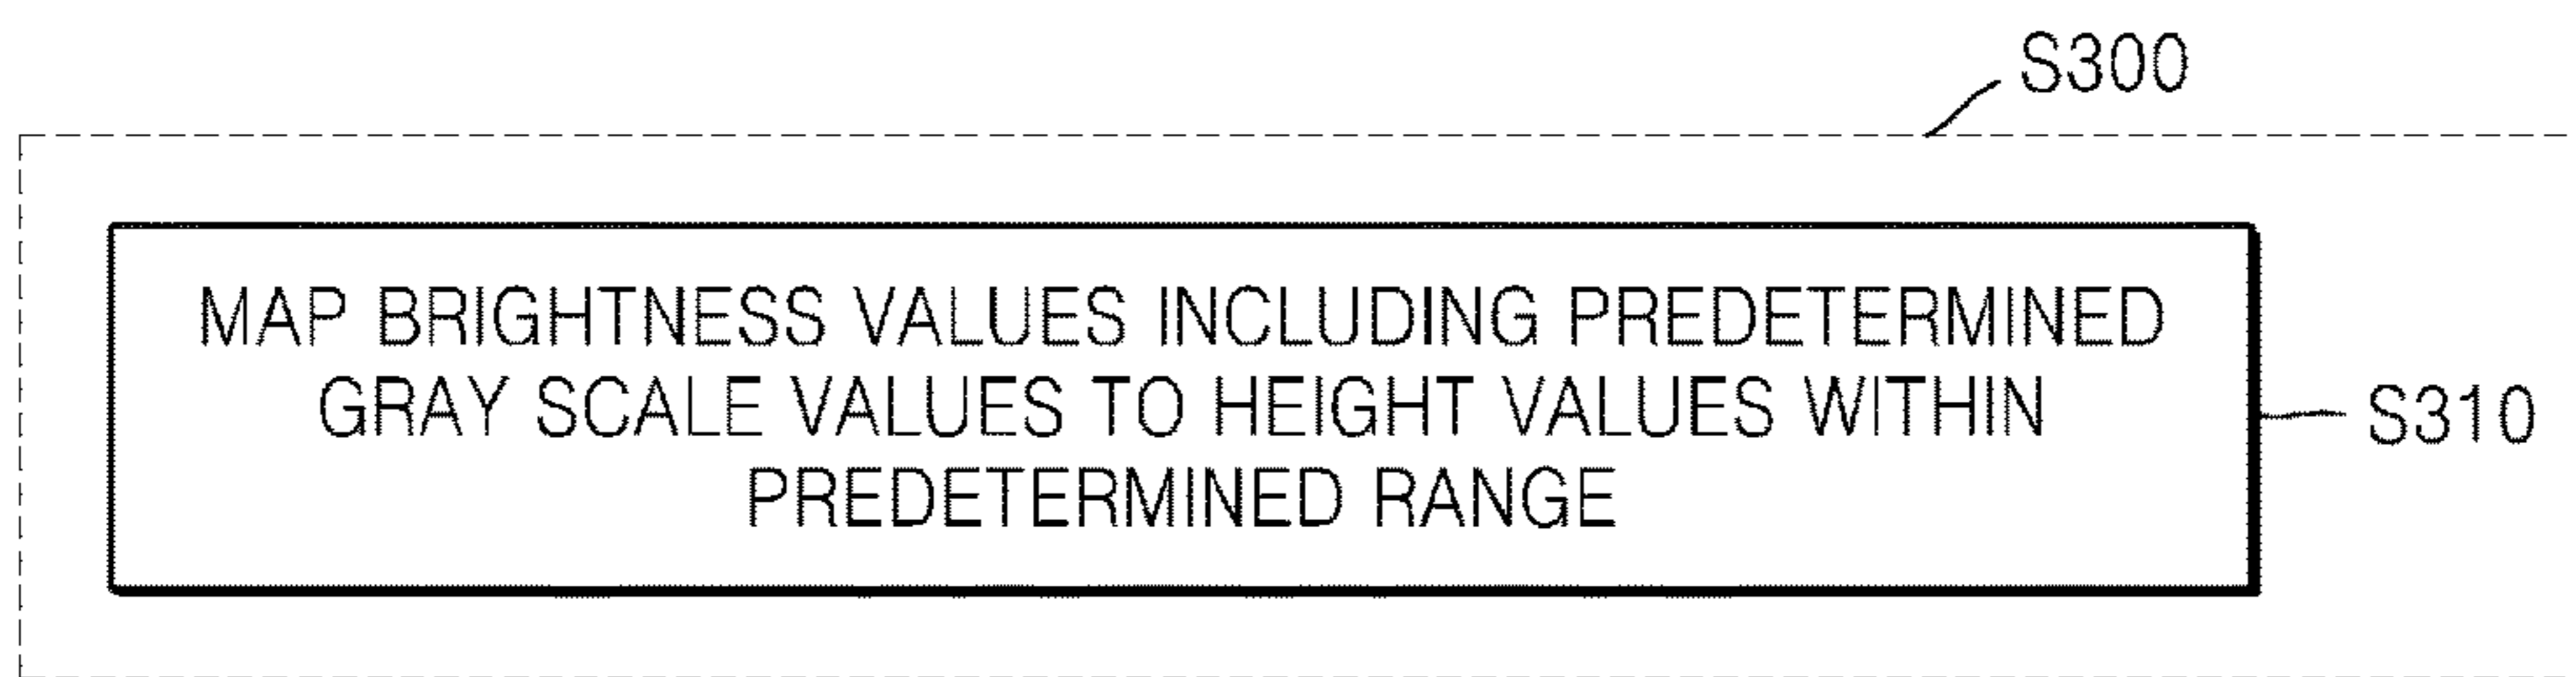 S300
MAP BRIGHTNESS VALUES INCLUDING PREDETERMINED
GRAY SCALE VALUES TO HEIGHT VALUES WITHIN
PREDETERMINED RANGE
S310